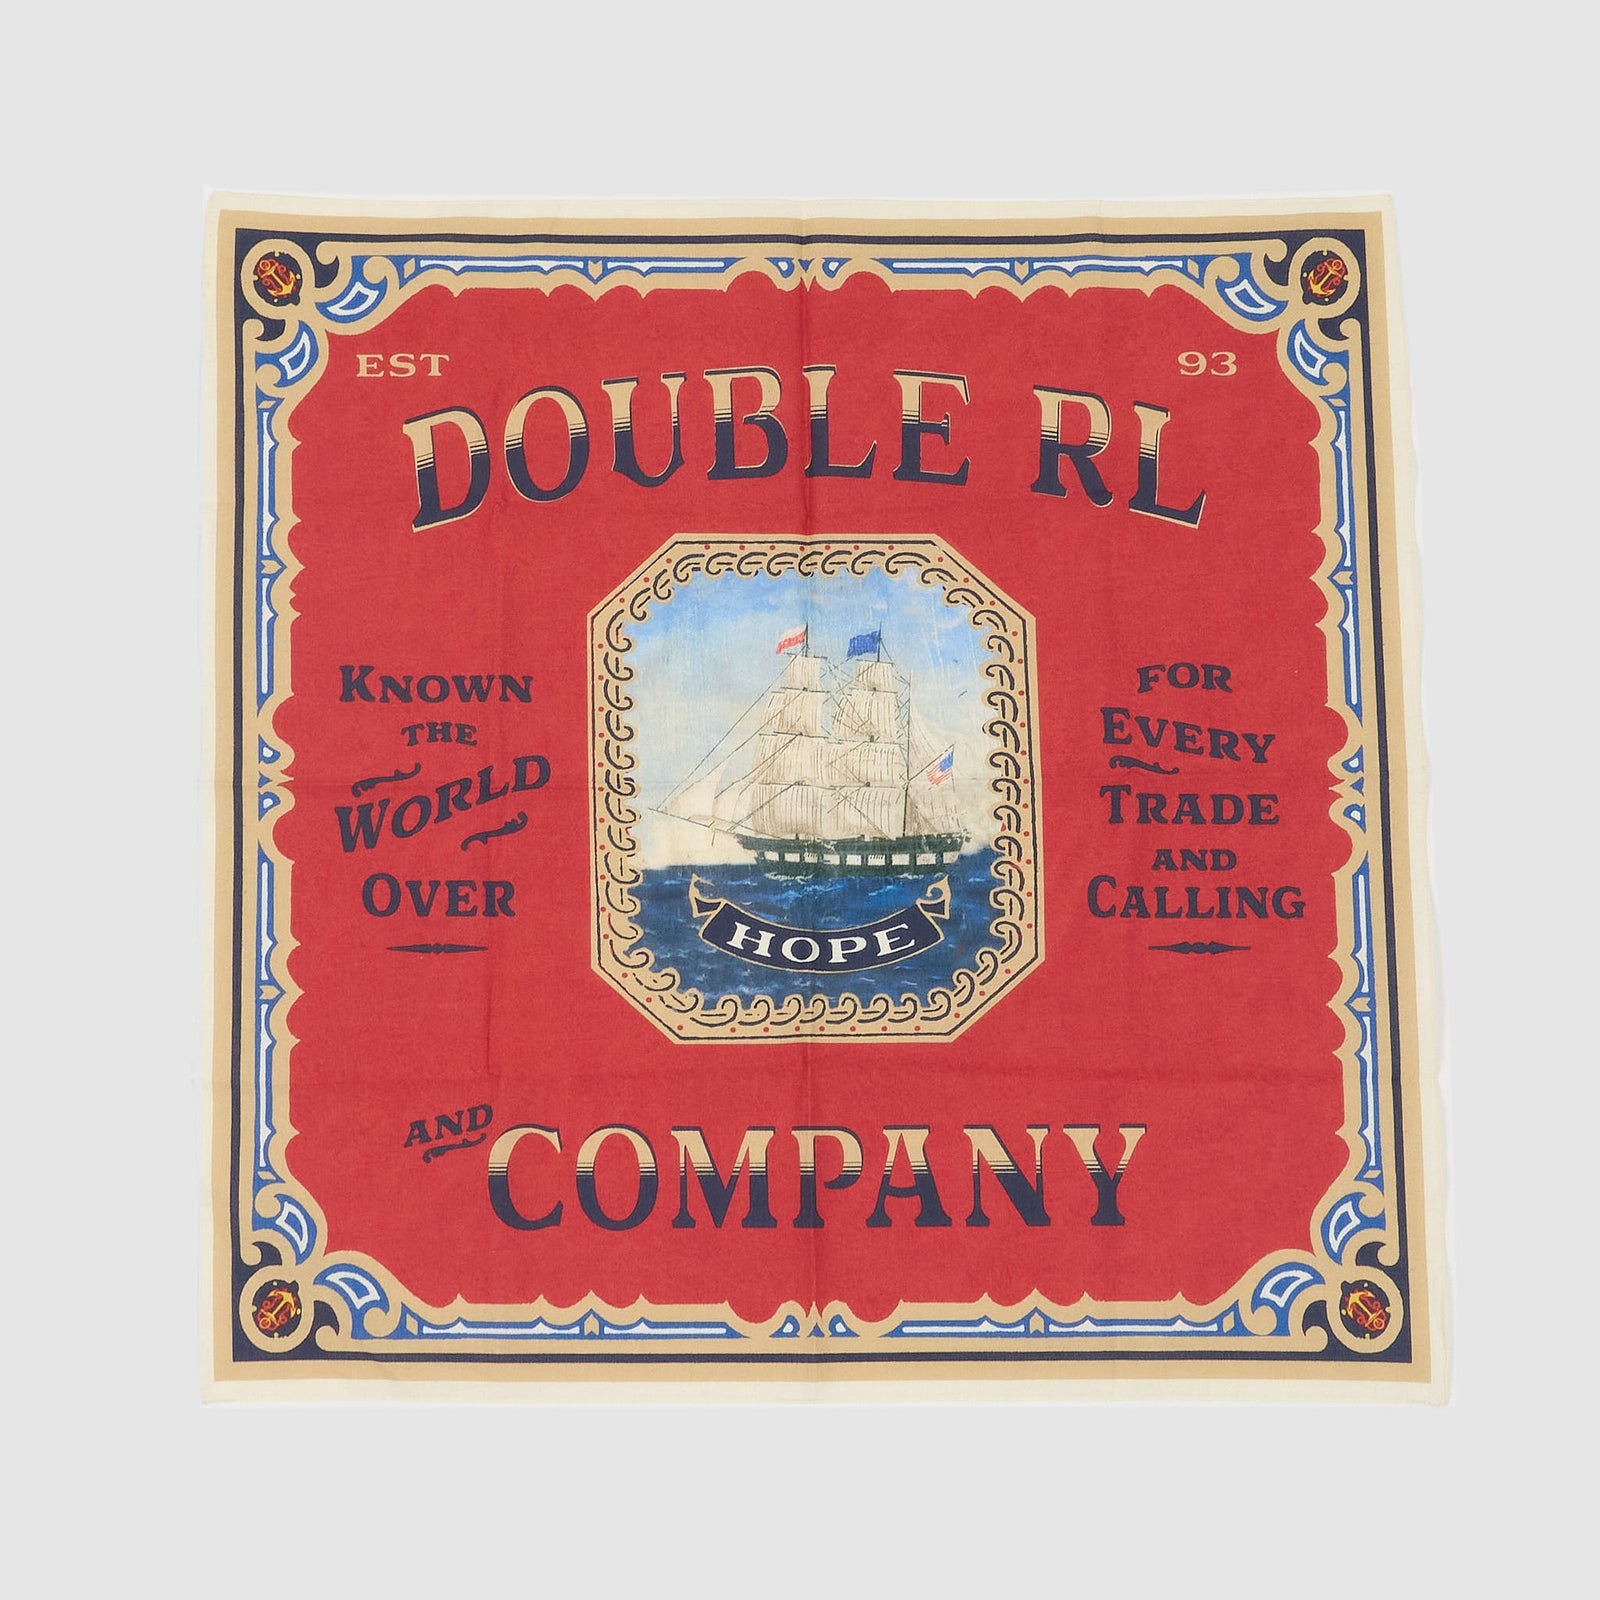 EST 93
DOUBLE RL
KNOWN
THE
WORLD
OVER
FOR
EVERY
TRADE
AND
CALLING
HOPE
AND COMPANY